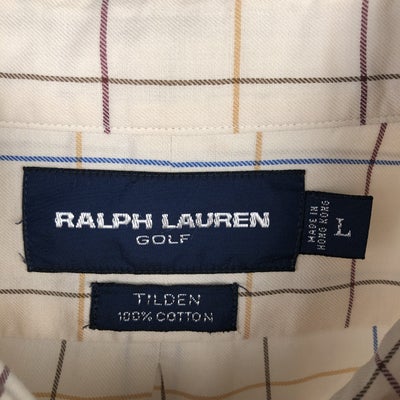 RALPH LAUREN
GOLF
MADE IN
HONG KONG
L
TILDEN
100% COTTON